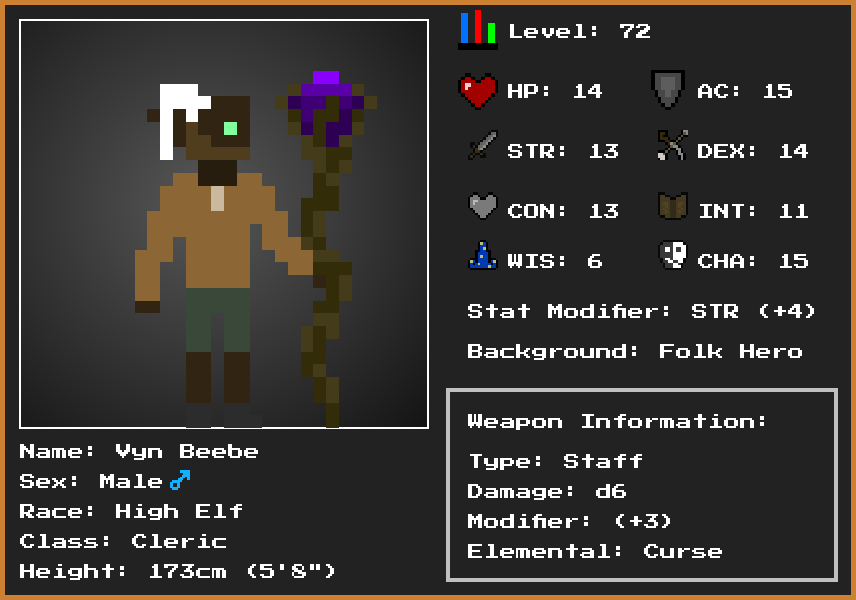 Level: 72
HP: 14
AC: 15
STR: 13
DEX: 14
CON: 13
INT: 11
WIS: 6
CHA: 15
Stat Modifier: STR (+4)
Background: Folk Hero
Weapon Information:
Type: Staff
Damage: d6
Modifier: (+3)
Elemental: Curse
Name: Vyn Beebe
Sex: Male♂
Race: High Elf
Class: Cleric
Height: 173cm (5'8")